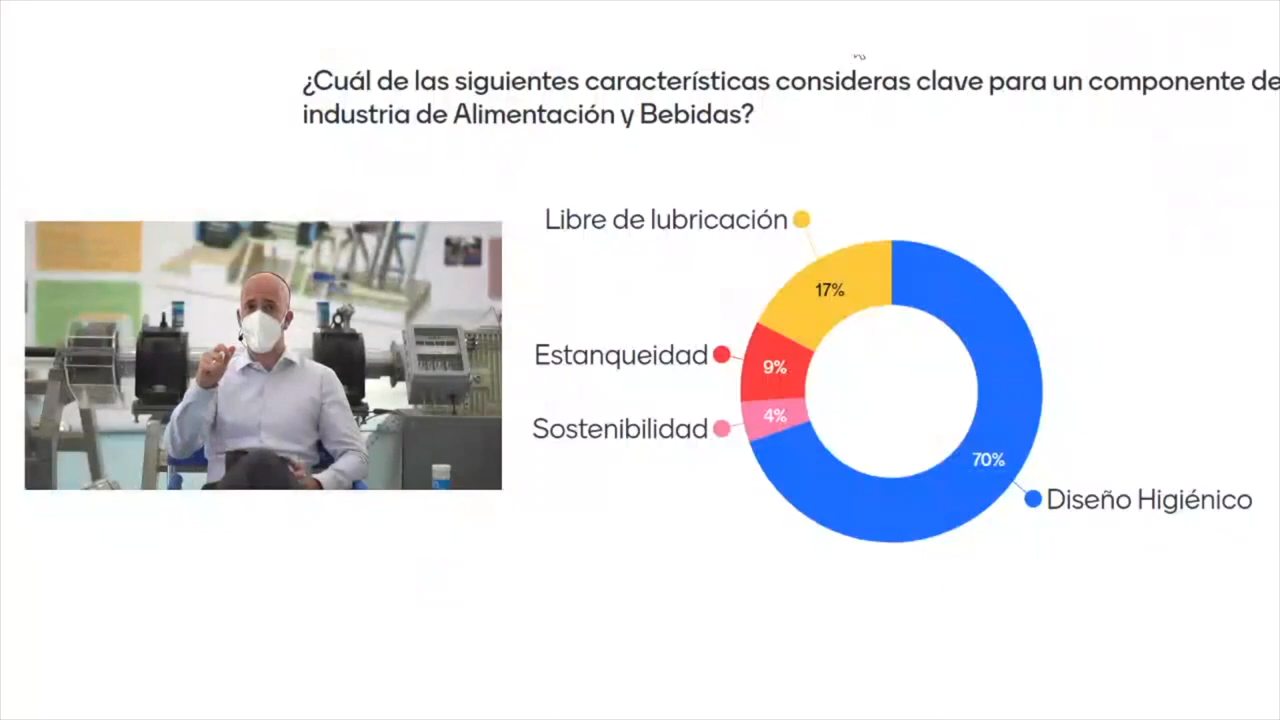 ¿Cuál de las siguientes características consideras clave para un componente de
industria de Alimentación y Bebidas?
Libre de lubricación
17%
Estanqueidad
9%
Sostenibilidad
4%
70%
Diseño Higiénico